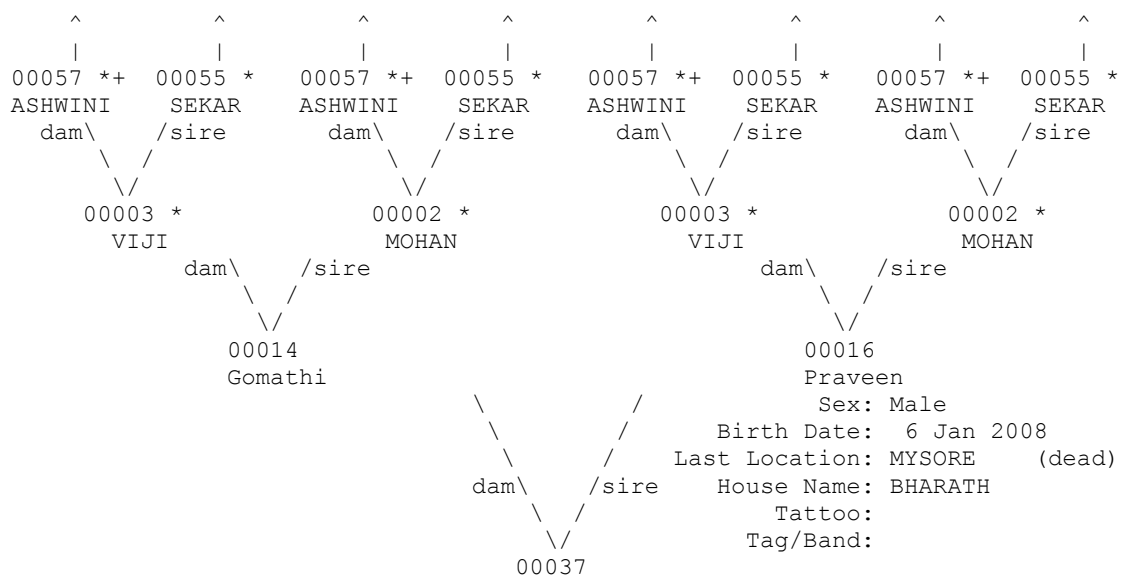 ^ ^ ^ ^ ^ ^ ^ ^
| | | | | | | |
00057 *+ 00055 * 00057 *+ 00055 * 00057 *+ 00055 * 00057 *+ 00055 *
ASHWINI SEKAR ASHWINI SEKAR ASHWINI SEKAR ASHWINI SEKAR
dam\ /sire dam\ /sire dam\ /sire dam\ /sire
\ / \ / \ / \ /
\/ \/ \/ \/
00003 * 00002 * 00003 * 00002 *
VIJI MOHAN VIJI MOHAN
dam\ /sire dam\ /sire
\ / \ /
\/ \/
00014 00016
Gomathi Praveen
\ / Sex: Male
\ / Birth Date: 6 Jan 2008
\ / Last Location: MYSORE (dead)
dam\ /sire House Name: BHARATH
\ / Tattoo:
\/ Tag/Band:
00037